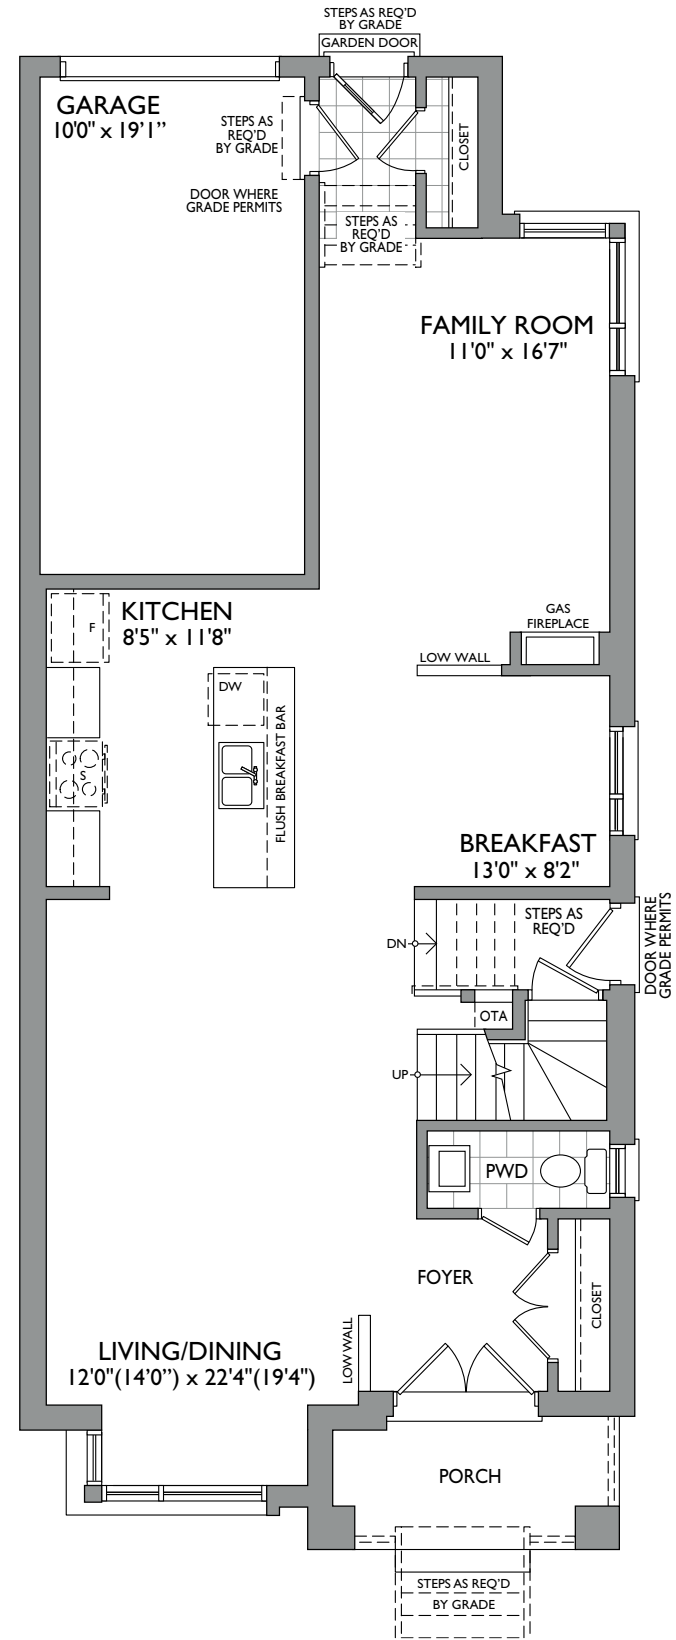 STEPS AS REQ'D
BY GRADE
GARDEN DOOR
GARAGE
10'0" x 19'1"
STEPS AS
REQ'D
BY GRADE
CLOSET
DOOR WHERE
GRADE PERMITS
STEPS AS
REQ'D
BY GRADE
FAMILY ROOM
11'0" x 16'7"
KITCHEN
8'5" x 11'8"
F
GAS
FIREPLACE
LOW WALL
DW
FLUSH BREAKFAST BAR
S
BREAKFAST
13'0" x 8'2"
STEPS AS
REQ'D
DOOR WHERE
GRADE PERMITS
DN
OTA
UP
PWD
FOYER
CLOSET
LOW WALL
LIVING/DINING
12'0"(14'0") x 22'4"(19'4")
PORCH
STEPS AS REQ'D
BY GRADE